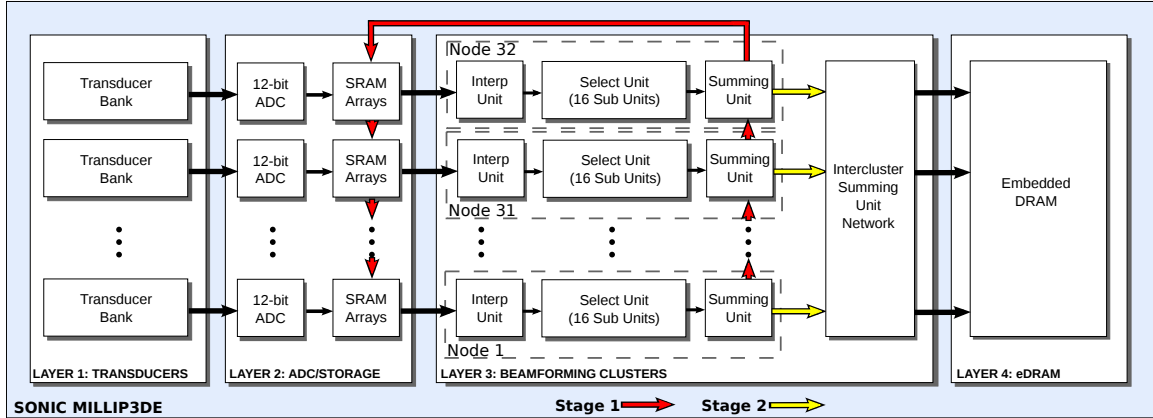 Node 32
Transducer
Bank
12-bit
ADC
SRAM
Arrays
Interp
Unit
Select Unit
(16 Sub Units)
Summing
Unit
Transducer
Bank
12-bit
ADC
SRAM
Arrays
Interp
Unit
Select Unit
(16 Sub Units)
Summing
Unit
Node 31
Intercluster
Summing
Unit
Network
Embedded
DRAM
Transducer
Bank
12-bit
ADC
SRAM
Arrays
Interp
Unit
Select Unit
(16 Sub Units)
Summing
Unit
Node 1
LAYER 1: TRANSDUCERS
LAYER 2: ADC/STORAGE
LAYER 3: BEAMFORMING CLUSTERS
LAYER 4: eDRAM
SONIC MILLIP3DE
Stage 1
Stage 2